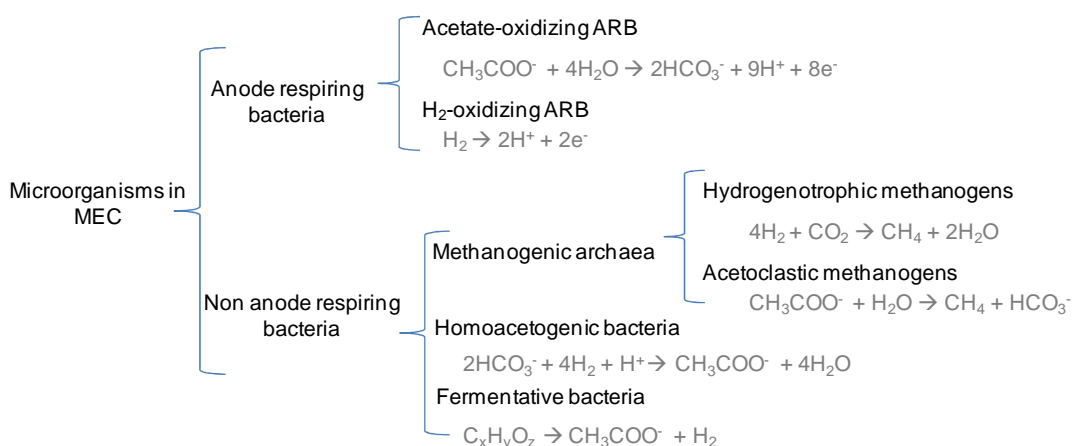 Acetate-oxidizing ARB
CH₃COO⁻ + 4H₂O → 2HCO₃⁻ + 9H⁺ + 8e⁻
Anode respiring
bacteria
H₂-oxidizing ARB
H₂ → 2H⁺ + 2e⁻
Microorganisms in
MEC
Hydrogenotrophic methanogens
4H₂ + CO₂ → CH₄ + 2H₂O
Methanogenic archaea
Acetoclastic methanogens
CH₃COO⁻ + H₂O → CH₄ + HCO₃⁻
Non anode respiring
bacteria
Homoacetogenic bacteria
2HCO₃⁻ + 4H₂ + H⁺ → CH₃COO⁻ + 4H₂O
Fermentative bacteria
CₓHᵧO_z → CH₃COO⁻ + H₂